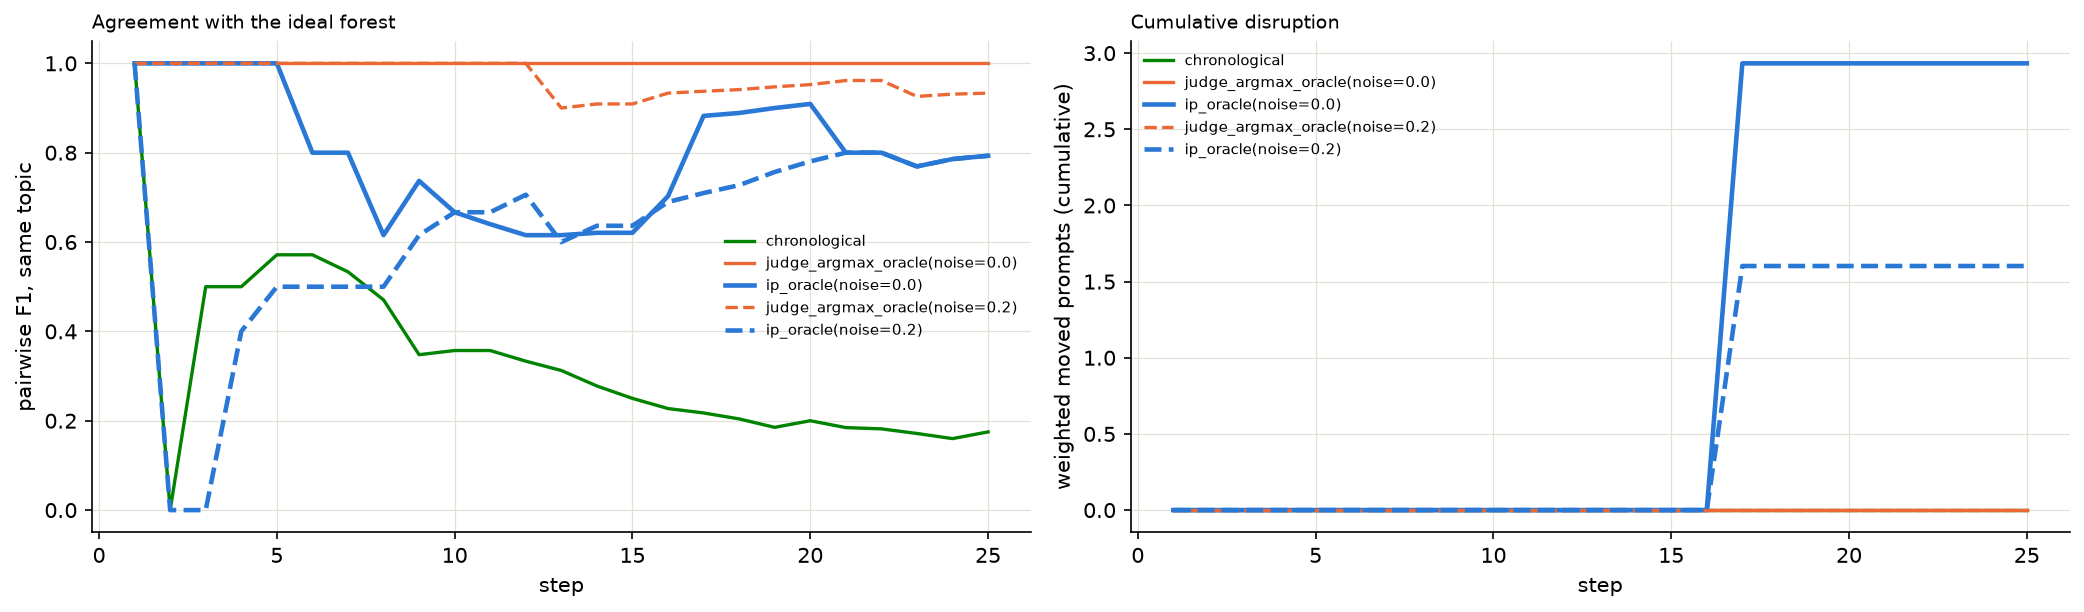 Agreement with the ideal forest
pairwise F1, same topic
1.0
0.8
0.6
0.4
0.2
0.0
chronological
judge_argmax_oracle(noise=0.0)
ip_oracle(noise=0.0)
judge_argmax_oracle(noise=0.2)
ip_oracle(noise=0.2)
0 5 10 15 20 25
step
Cumulative disruption
weighted moved prompts (cumulative)
3.0
2.5
2.0
1.5
1.0
0.5
0.0
chronological
judge_argmax_oracle(noise=0.0)
ip_oracle(noise=0.0)
judge_argmax_oracle(noise=0.2)
ip_oracle(noise=0.2)
0 5 10 15 20 25
step